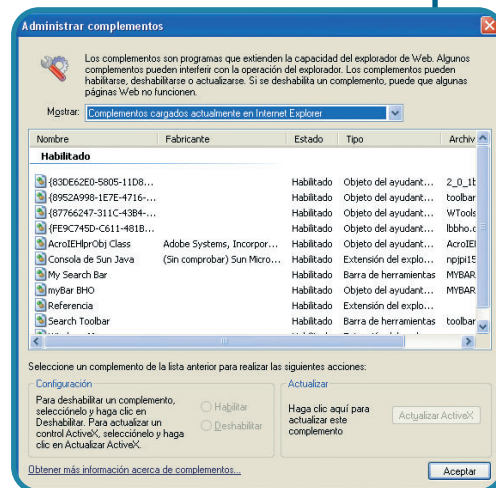 Administrar complementos
Los complementos son programas que extienden la capacidad del explorador de Web. Algunos
complementos pueden interferir con la operación del explorador. Los complementos pueden
habilitarse, deshabilitarse o actualizarse. Si se deshabilita un complemento, puede que algunas
páginas Web no funcionen.
Mostrar: Complementos cargados actualmente en Internet Explorer
Nombre Fabricante Estado Tipo Archiv
Habilitado
{83DE62E0-5805-11D8... Habilitado Objeto del ayudant... 2_0_1b
{8952A998-1E7E-4716-... Habilitado Objeto del ayudant... toolbar
{87766247-311C-43B4-... Habilitado Objeto del ayudant... WTools
{FE9C745D-C611-481B... Habilitado Objeto del ayudant... lbbho.d
AcroIEHlprObj Class Adobe Systems, Incorpor... Habilitado Objeto del ayudant... AcroIEI
Consola de Sun Java (Sin comprobar) Sun Micro... Habilitado Extensión del explo... npjpi15
My Search Bar Habilitado Barra de herramientas MYBAR
myBar BHO Habilitado Objeto del ayudant... MYBAR
Referencia Habilitado Extensión del explo...
Search Toolbar Habilitado Barra de herramientas toolbar
Seleccione un complemento de la lista anterior para realizar las siguientes acciones:
Configuración
Para deshabilitar un complemento,
selecciónelo y haga clic en
Deshabilitar. Para actualizar un
control ActiveX, selecciónelo y haga
clic en Actualizar ActiveX.
Habilitar
Deshabilitar
Actualizar
Haga clic aquí para
actualizar este
complemento
Actualizar ActiveX
Obtener más información acerca de complementos...
Aceptar